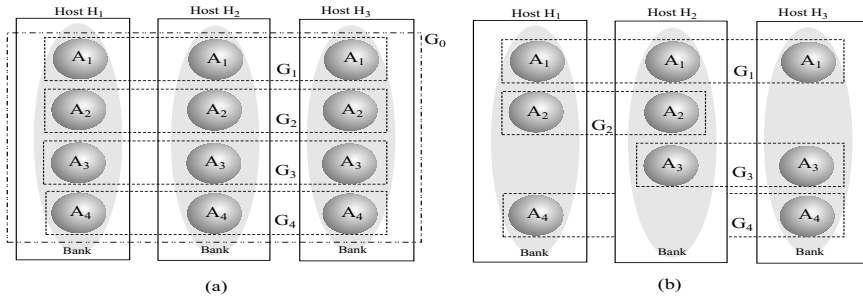 Host H₁ Host H₂ Host H₃
G₀
A₁ A₁ A₁
G₁
A₂ A₂ A₂
G₂
A₃ A₃ A₃
G₃
A₄ A₄ A₄
G₄
Bank Bank Bank
(a)
Host H₁ Host H₂ Host H₃
A₁ A₁ A₁
G₁
A₂ A₂
G₂
A₃ A₃
G₃
A₄ A₄
G₄
Bank Bank Bank
(b)